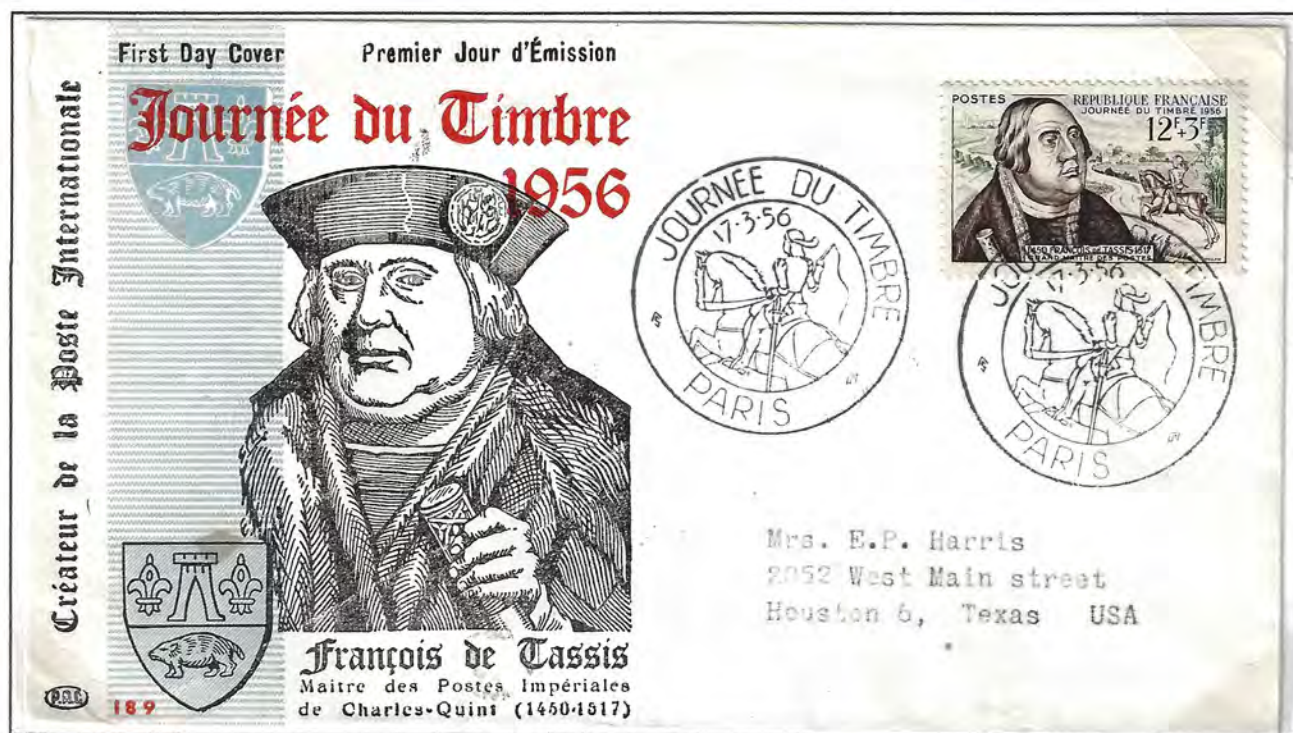 First Day Cover Premier Jour d'Émission
Journée du Timbre
1956
Créateur de la Poste Internationale
François de Tassis
Maitre des Postes Impériales
de Charles-Quint (1450-1517)
189
POSTES REPUBLIQUE FRANÇAISE
JOURNÉE DU TIMBRE 1956
12F+3F
1450 FRANÇOIS DE TASSIS 1517
GRAND MAITRE DES POSTES
JOURNÉE DU TIMBRE
17-3-56
PARIS
JOURNÉE DU TIMBRE
17-3-56
PARIS
Mrs. E.P. Harris
2052 West Main street
Houston 6, Texas USA